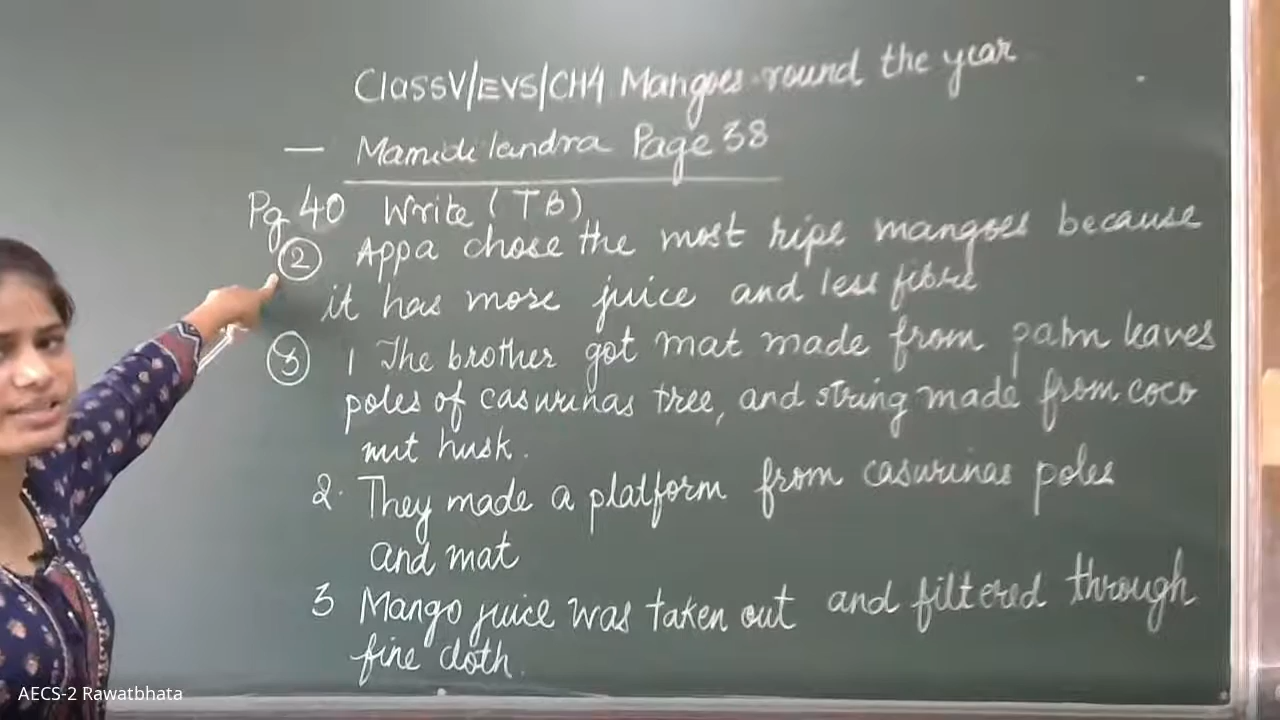 ClassV/EVS/CH4 Mangoes round the year
— Mamidi tandra Page 38
Pg 40 Write (TB)
② Appa chose the most ripe mangoes because
it has more juice and less fibre
③ 1 The brother got mat made from palm leaves
poles of casurinas tree, and string made from coco
nut husk.
2. They made a platform from casurinas poles
and mat
3 Mango juice was taken out and filtered through
fine cloth.
AECS-2 Rawatbhata